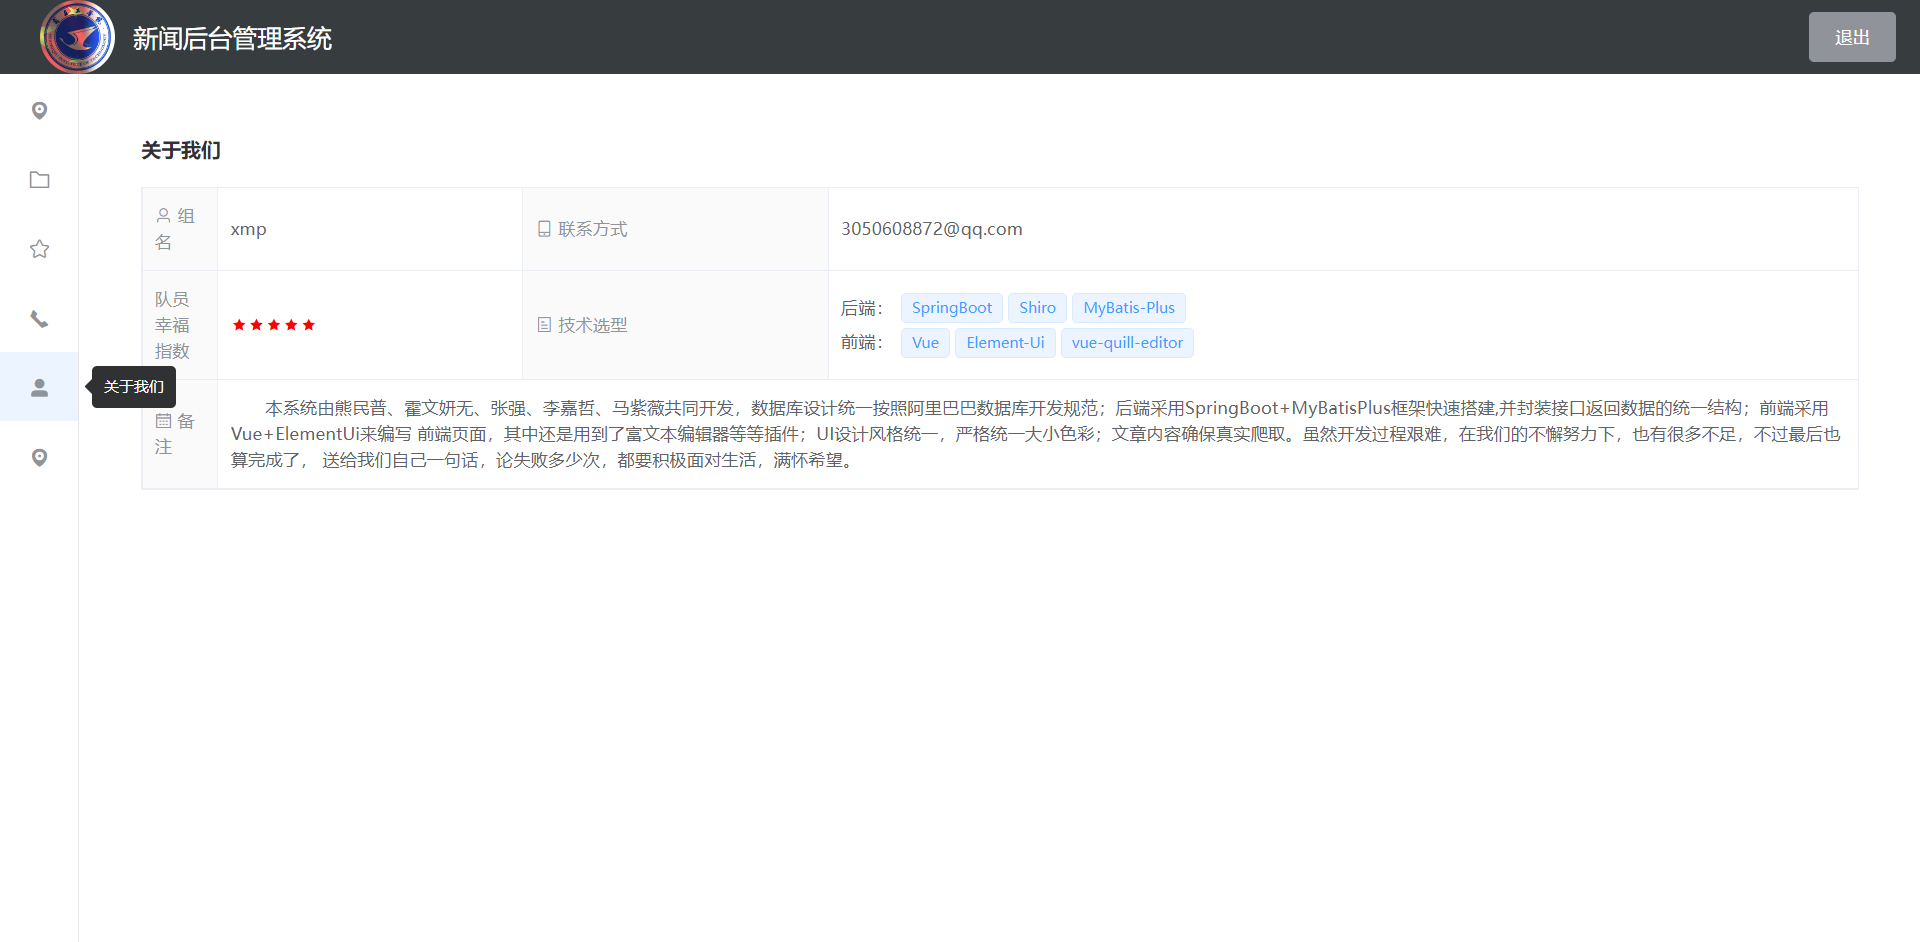 新闻后台管理系统
退出
关于我们
组
名
xmp
联系方式
3050608872@qq.com
队员
幸福
指数
技术选型
后端： SpringBoot Shiro MyBatis-Plus
前端： Vue Element-Ui vue-quill-editor
关于我们
备
注
本系统由熊民普、霍文妍无、张强、李嘉哲、马紫薇共同开发，数据库设计统一按照阿里巴巴数据库开发规范；后端采用SpringBoot+MyBatisPlus框架快速搭建,并封装接口返回数据的统一结构；前端采用
Vue+ElementUi来编写 前端页面，其中还是用到了富文本编辑器等等插件；UI设计风格统一，严格统一大小色彩；文章内容确保真实爬取。虽然开发过程艰难，在我们的不懈努力下，也有很多不足，不过最后也
算完成了， 送给我们自己一句话，论失败多少次，都要积极面对生活，满怀希望。